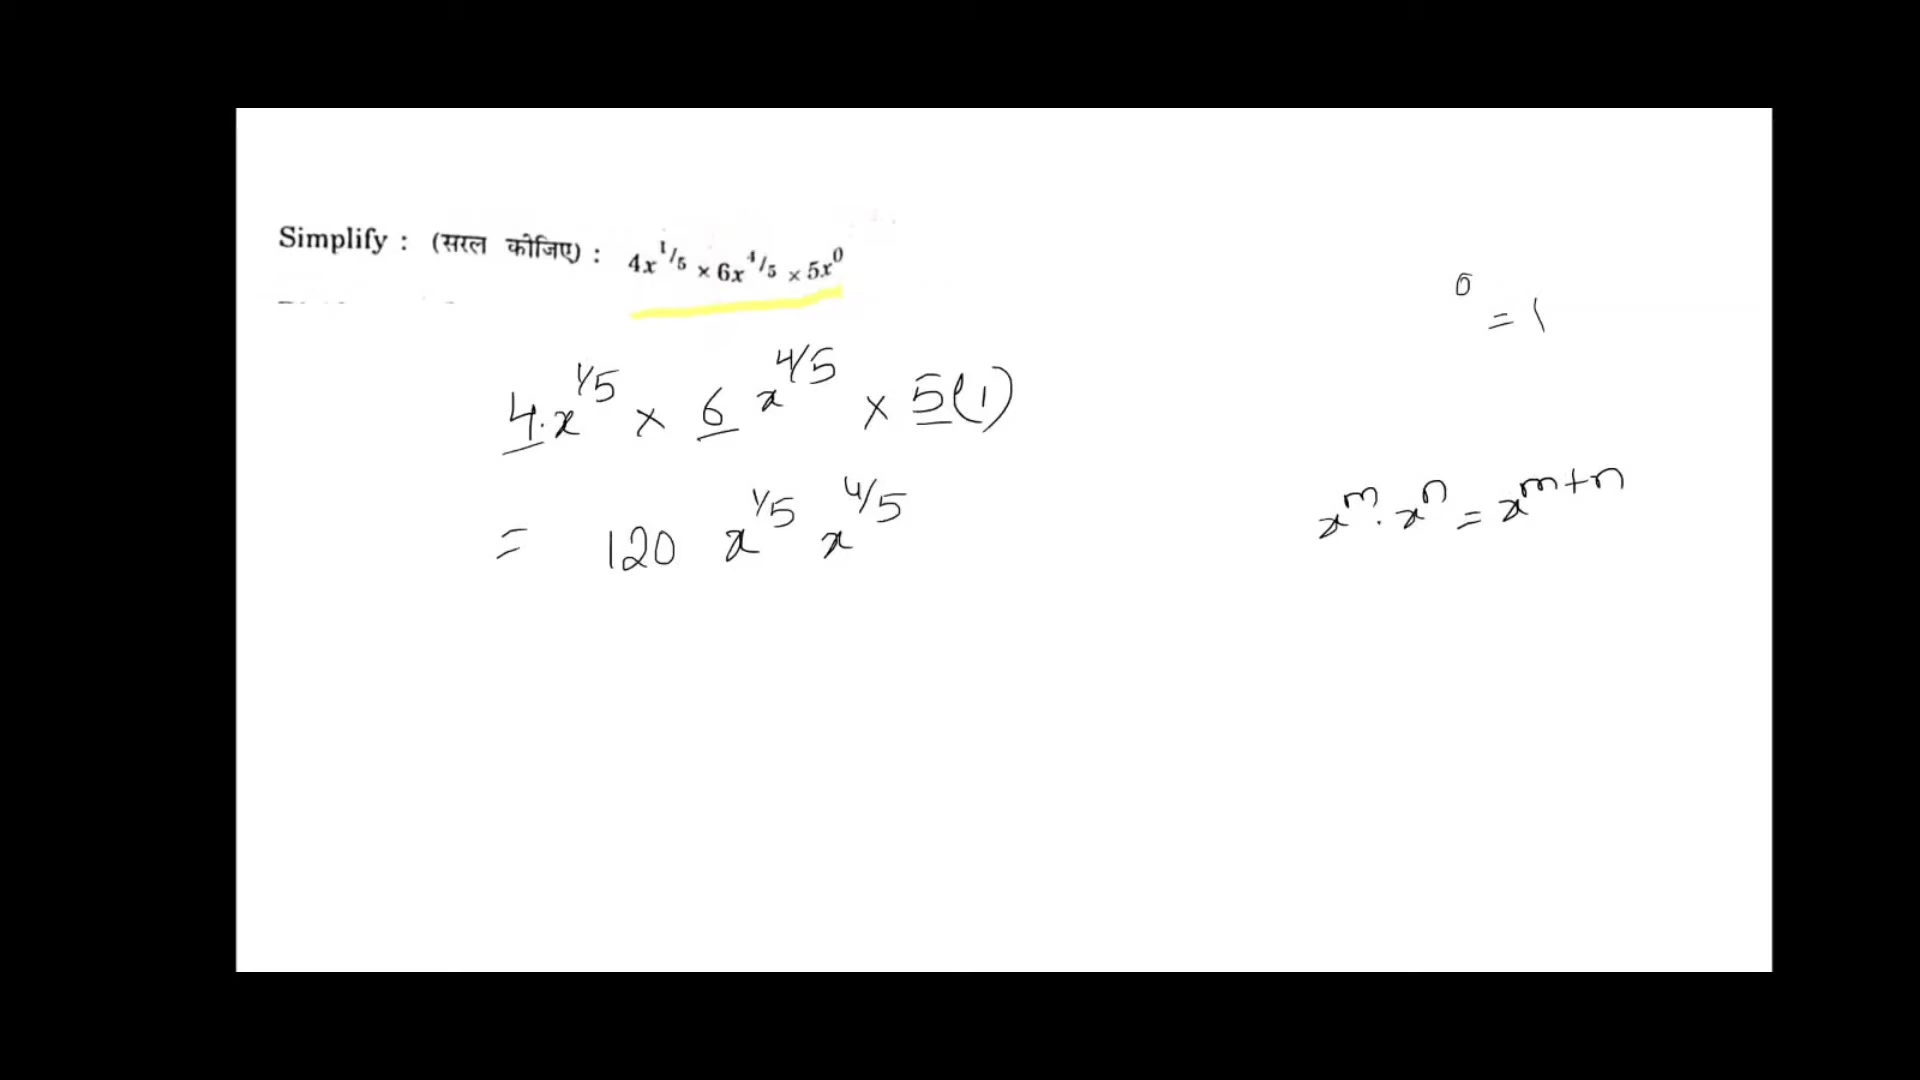 Simplify : (सरल कीजिए) : 4x^1/5 × 6x^4/5 × 5x^0
0 = 1
4·x^1/5 × 6x^4/5 × 5(1)
x^m · x^n = x^m+n
= 120 x^1/5 x^4/5